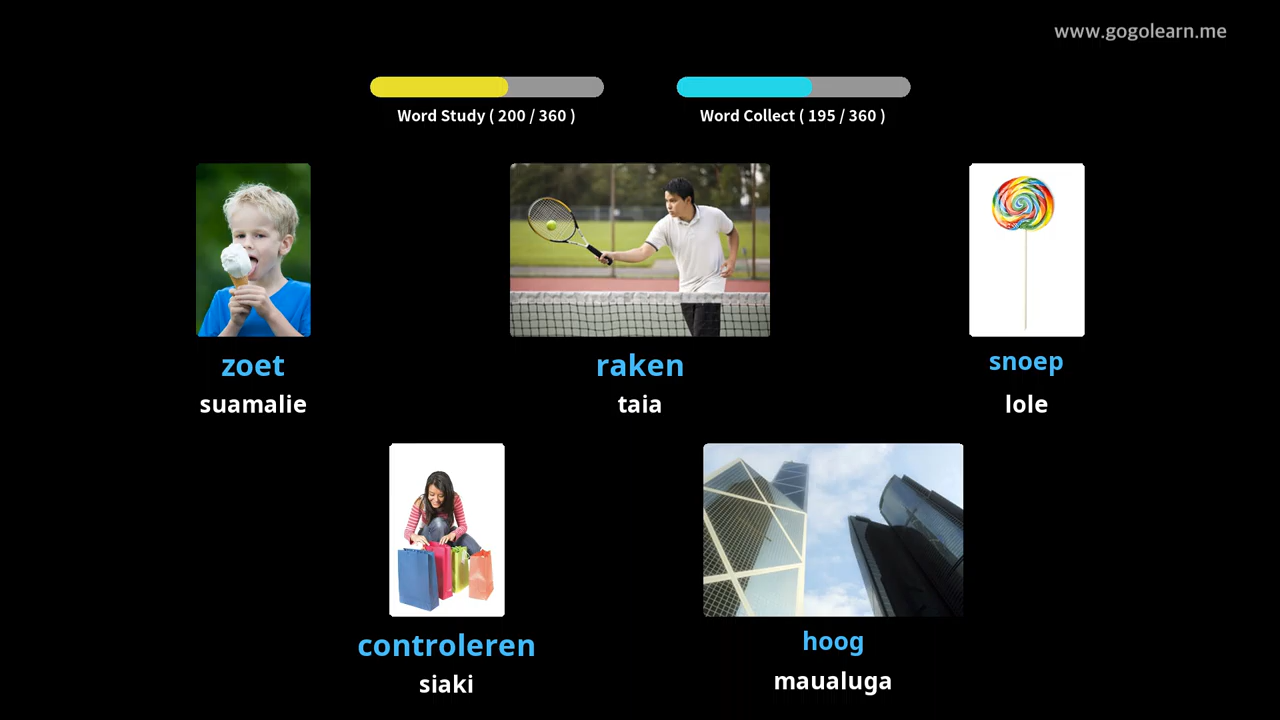 www.gogolearn.me
Word Study ( 200 / 360 )
Word Collect ( 195 / 360 )
zoet
suamalie
raken
taia
snoep
lole
controleren
siaki
hoog
maualuga